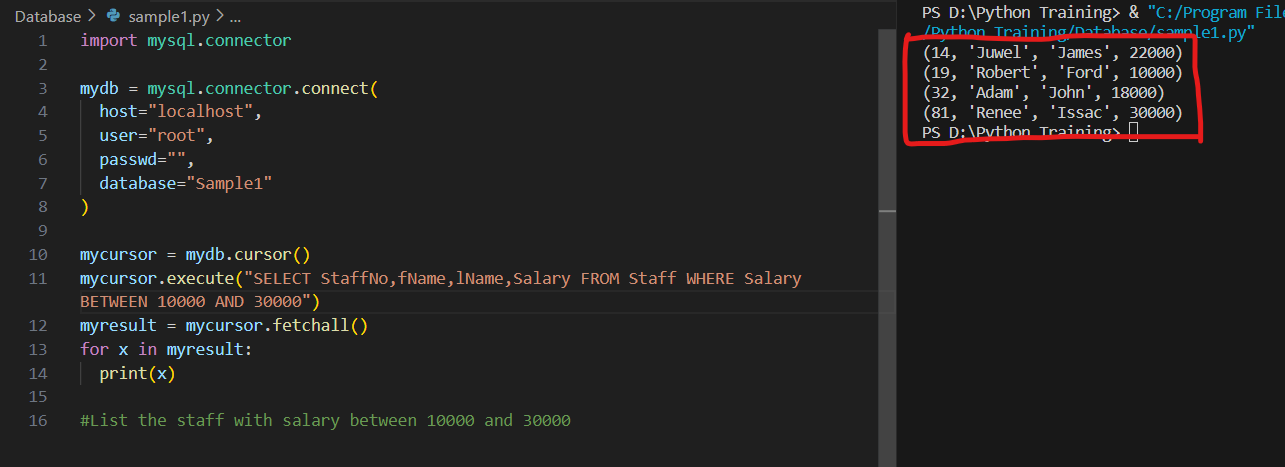 Database > sample1.py > ...
1 import mysql.connector
2
3 mydb = mysql.connector.connect(
4 host="localhost",
5 user="root",
6 passwd="",
7 database="Sample1"
8 )
9
10 mycursor = mydb.cursor()
11 mycursor.execute("SELECT StaffNo,fName,lName,Salary FROM Staff WHERE Salary
BETWEEN 10000 AND 30000")
12 myresult = mycursor.fetchall()
13 for x in myresult:
14 print(x)
15
16 #List the staff with salary between 10000 and 30000
PS D:\Python Training> & "C:/Program File
/Python Training/Database/sample1.py"
(14, 'Juwel', 'James', 22000)
(19, 'Robert', 'Ford', 10000)
(32, 'Adam', 'John', 18000)
(81, 'Renee', 'Issac', 30000)
PS D:\Python Training>